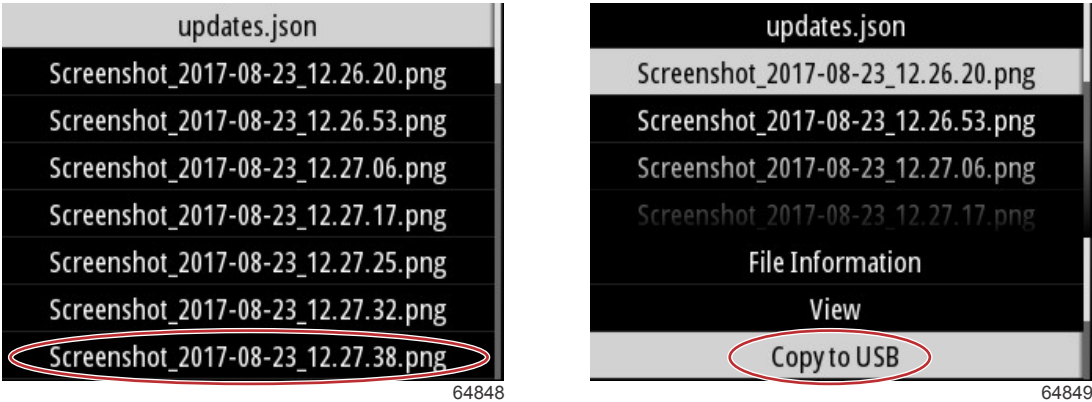 updates.json
Screenshot_2017-08-23_12.26.20.png
Screenshot_2017-08-23_12.26.53.png
Screenshot_2017-08-23_12.27.06.png
Screenshot_2017-08-23_12.27.17.png
Screenshot_2017-08-23_12.27.25.png
Screenshot_2017-08-23_12.27.32.png
Screenshot_2017-08-23_12.27.38.png
64848
updates.json
Screenshot_2017-08-23_12.26.20.png
Screenshot_2017-08-23_12.26.53.png
Screenshot_2017-08-23_12.27.06.png
Screenshot_2017-08-23_12.27.17.png
File Information
View
Copy to USB
64849